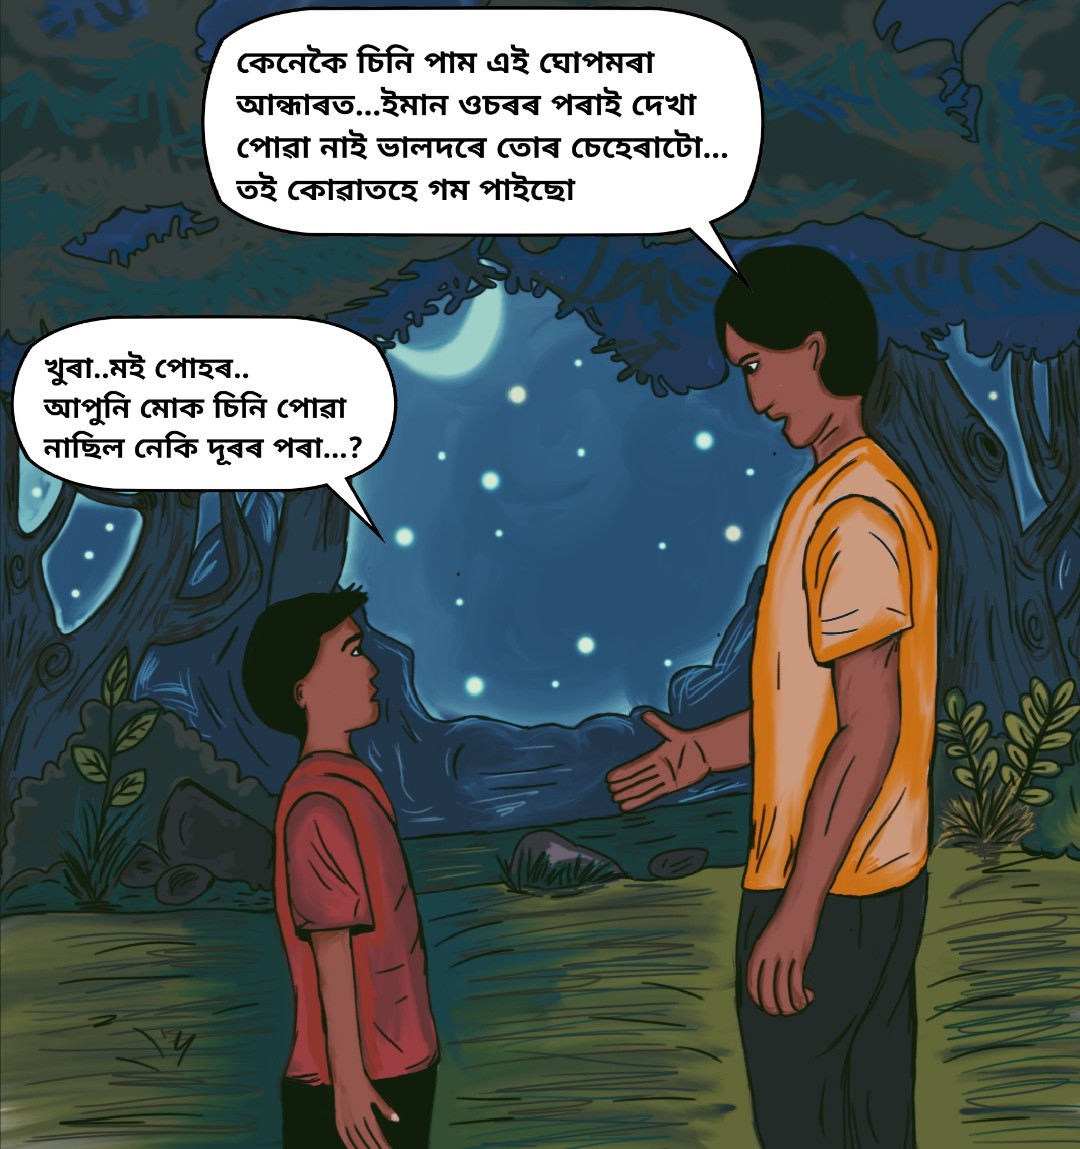 কেনেকৈ চিনি পাম এই ঘোপমৰা
আন্ধাৰত...ইমান ওচৰৰ পৰাই দেখা
পোৱা নাই ভালদৰে তোৰ চেহেৰাটো...
তই কোৱাতহে গম পাইছো
খুৰা..মই পোহৰ..
আপুনি মোক চিনি পোৱা
নাছিল নেকি দূৰৰ পৰা...?